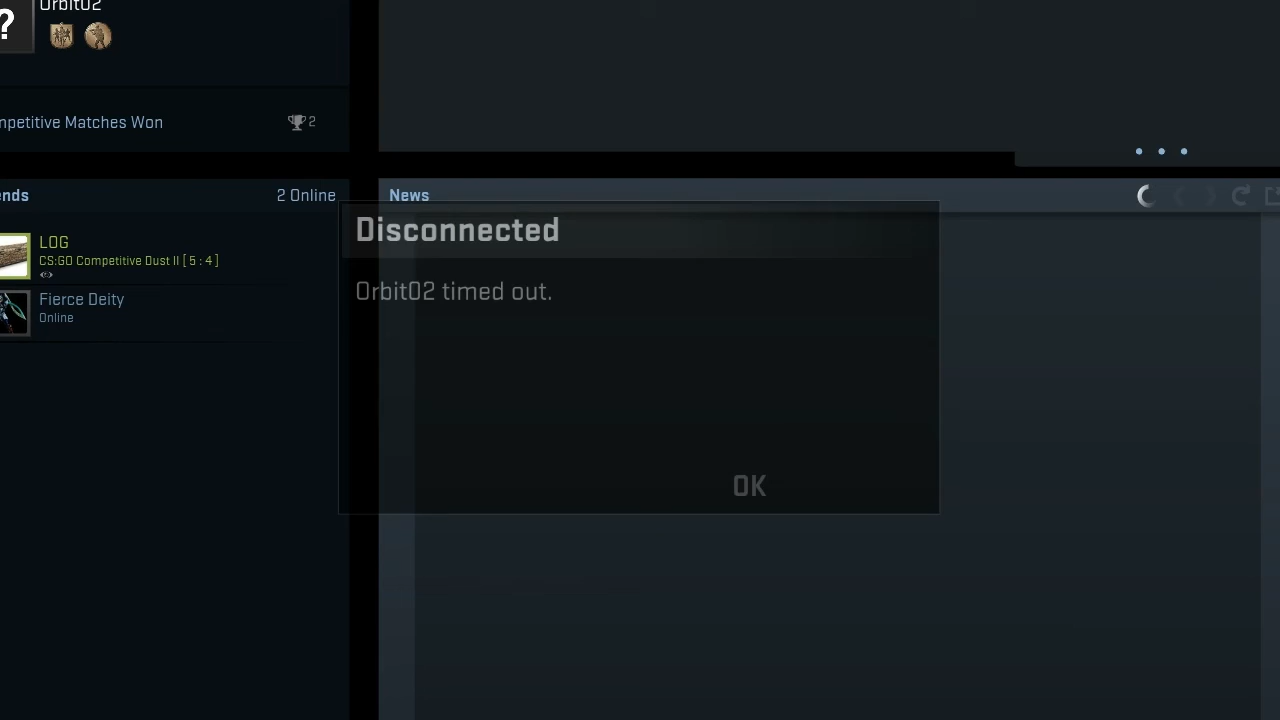 Orbit02
mpetitive Matches Won
2
ends
2 Online
News
LOG
CS:GO Competitive Dust II [ 5 : 4 ]
Fierce Deity
Online
Disconnected
Orbit02 timed out.
OK